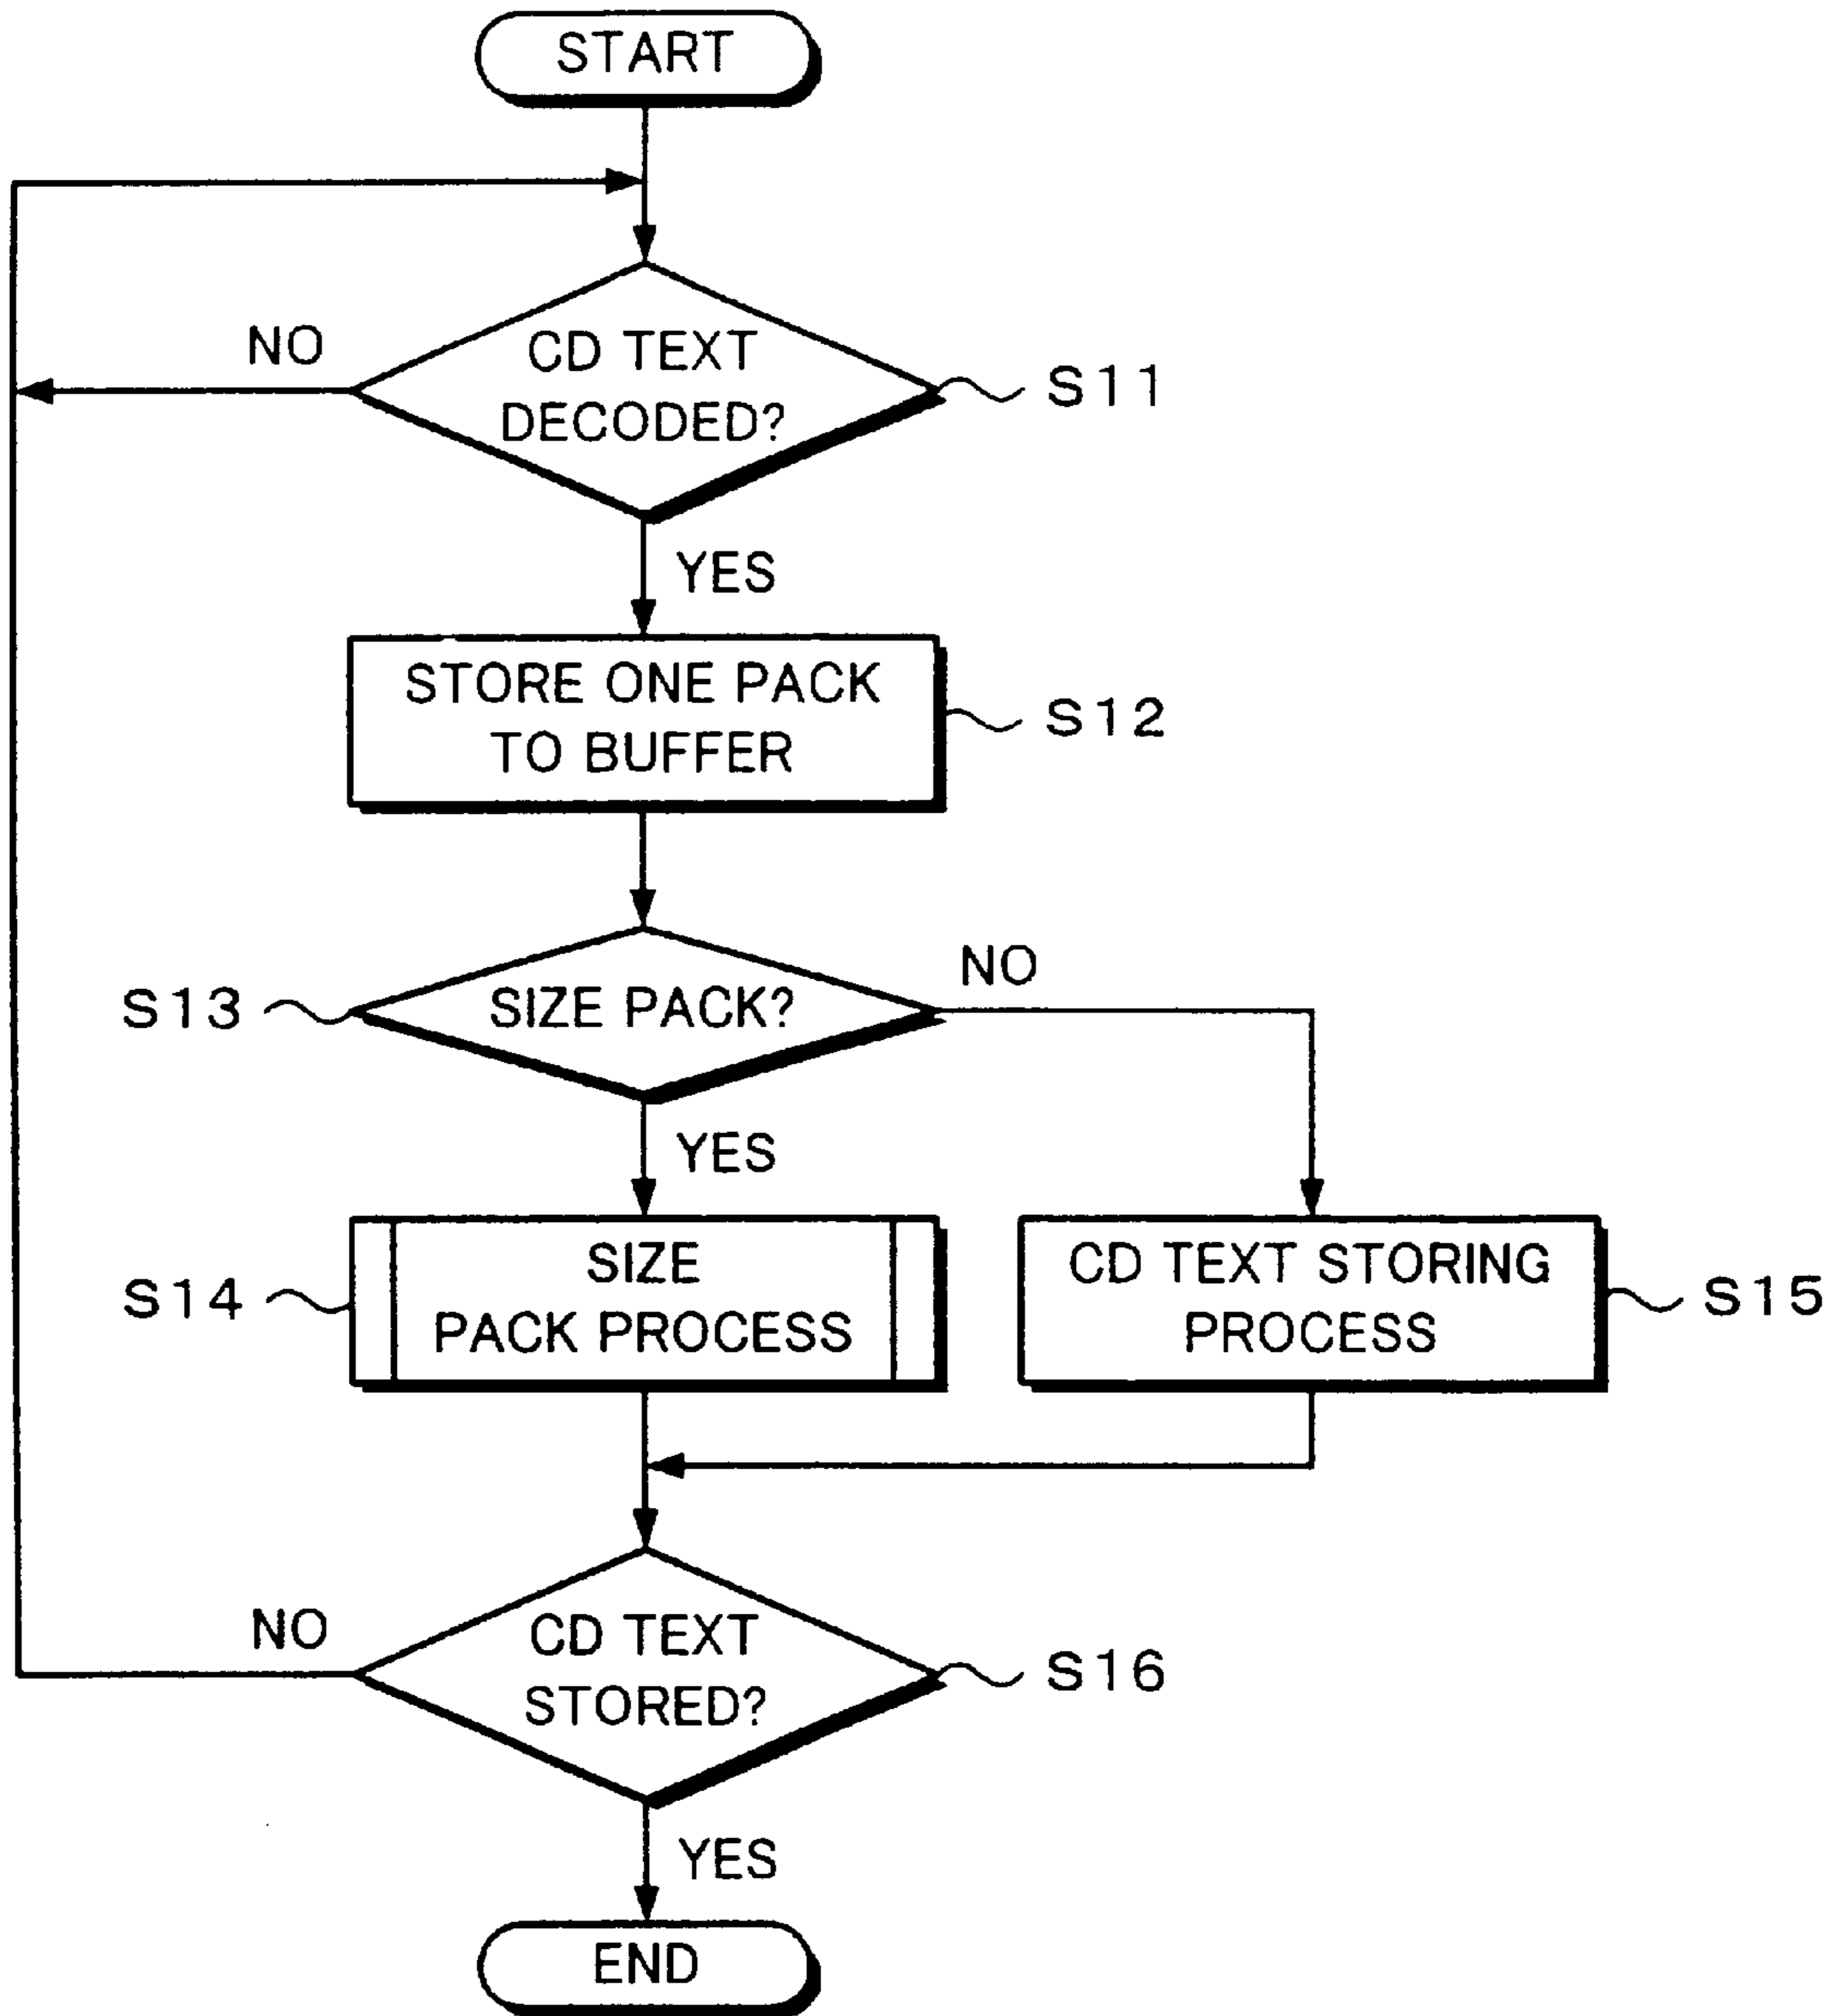 START
NO
CD TEXT
DECODED?
S11
YES
STORE ONE PACK
TO BUFFER
S12
S13
SIZE PACK?
NO
YES
S14
SIZE
PACK PROCESS
CD TEXT STORING
PROCESS
S15
NO
CD TEXT
STORED?
S16
YES
END